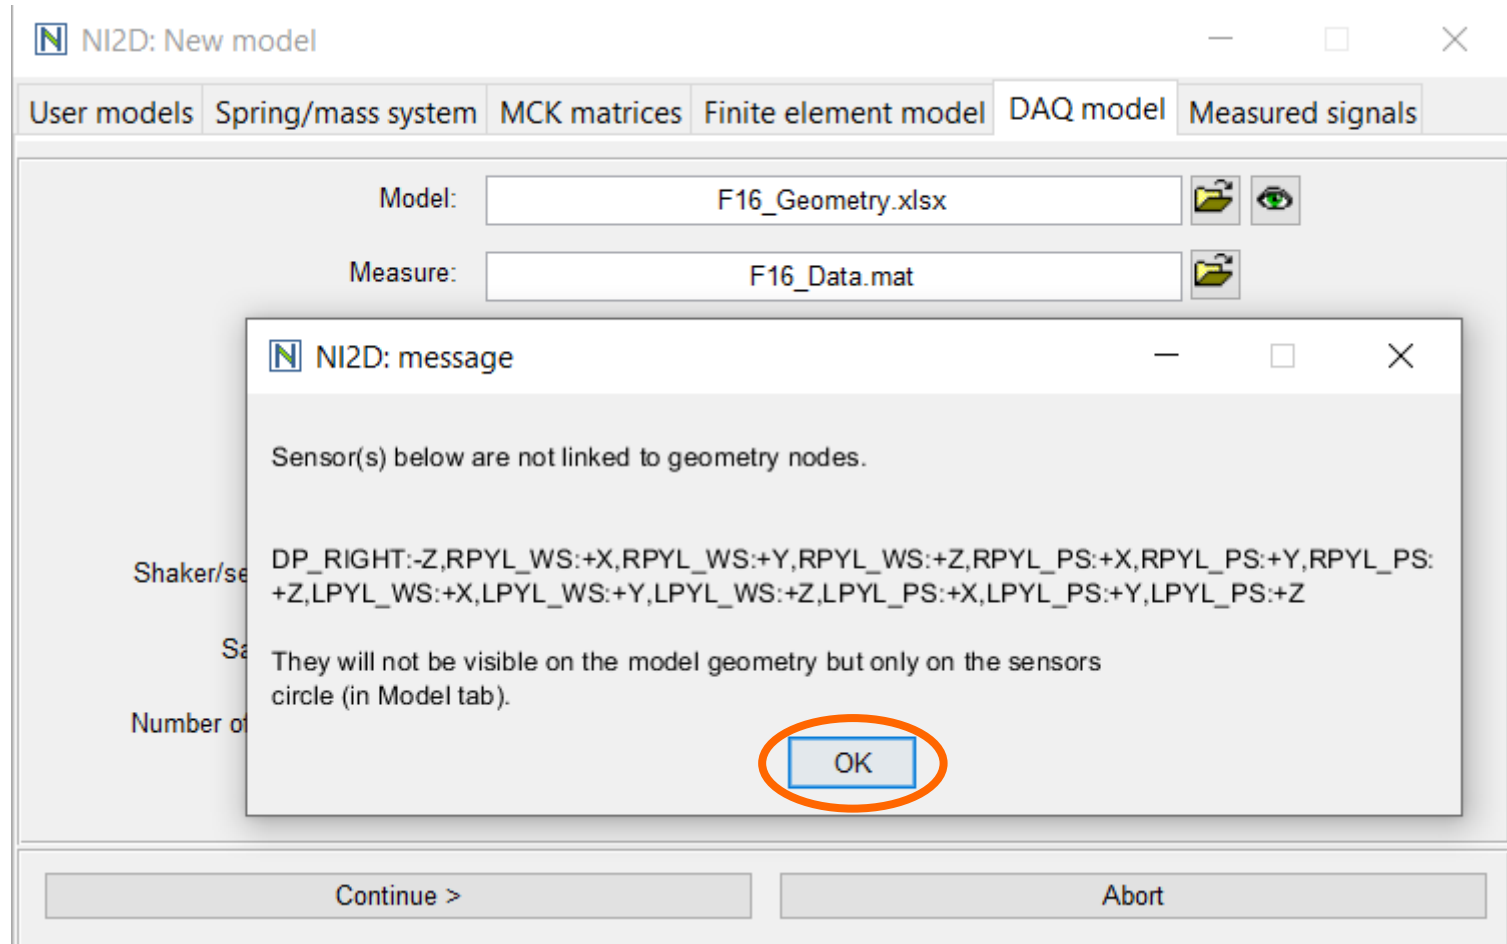 NI2D: New model
User models Spring/mass system MCK matrices Finite element model DAQ model Measured signals
Model: F16_Geometry.xlsx
Measure: F16_Data.mat
NI2D: message
Sensor(s) below are not linked to geometry nodes.
DP_RIGHT:-Z,RPYL_WS:+X,RPYL_WS:+Y,RPYL_WS:+Z,RPYL_PS:+X,RPYL_PS:+Y,RPYL_PS:
+Z,LPYL_WS:+X,LPYL_WS:+Y,LPYL_WS:+Z,LPYL_PS:+X,LPYL_PS:+Y,LPYL_PS:+Z
Shaker/se
Sa
They will not be visible on the model geometry but only on the sensors
circle (in Model tab).
Number of
OK
Continue > Abort